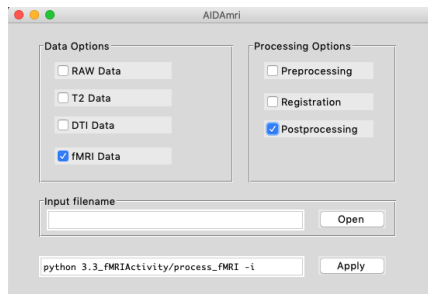 AIDAmri
Data Options
RAW Data
T2 Data
DTI Data
fMRI Data
Processing Options
Preprocessing
Registration
Postprocessing
Input filename
Open
python 3.3_fMRIActivity/process_fMRI -i
Apply